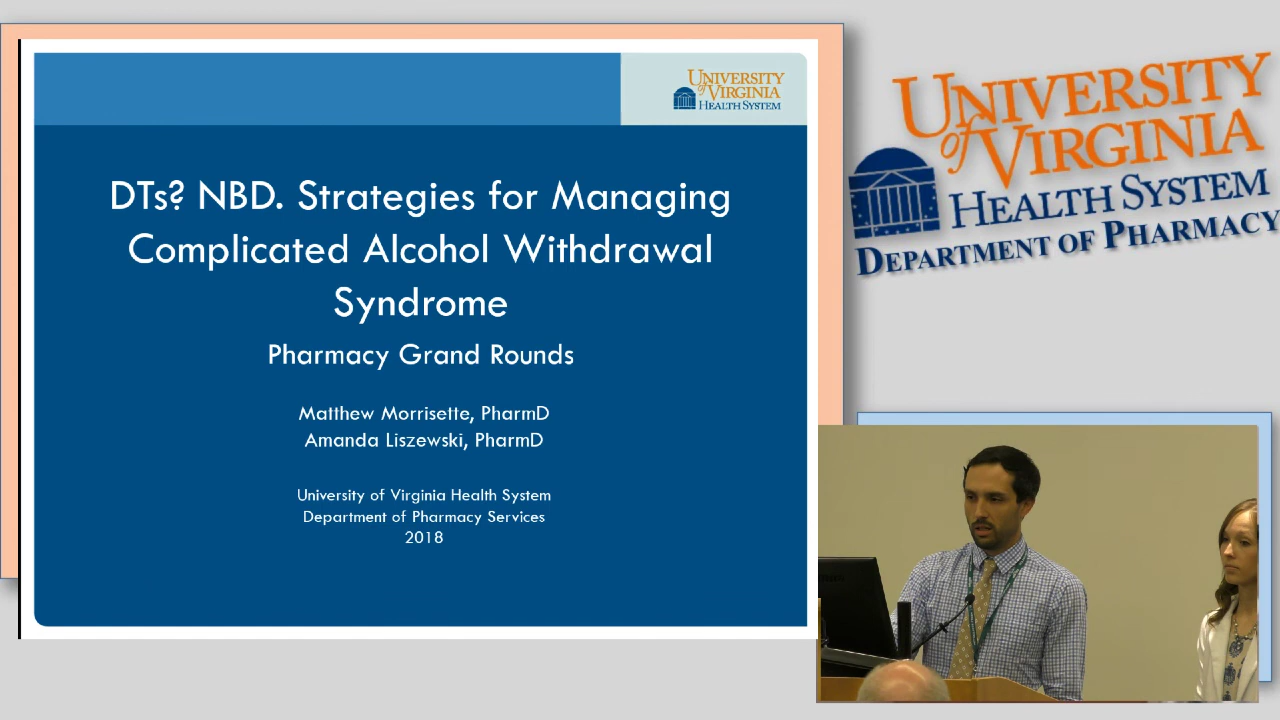 UNIVERSITY
of VIRGINIA
HEALTH SYSTEM
DTs? NBD. Strategies for Managing
Complicated Alcohol Withdrawal
Syndrome
Pharmacy Grand Rounds
Matthew Morrisette, PharmD
Amanda Liszewski, PharmD
University of Virginia Health System
Department of Pharmacy Services
2018
UNIVERSITY
of VIRGINIA
HEALTH SYSTEM
DEPARTMENT OF PHARMACY